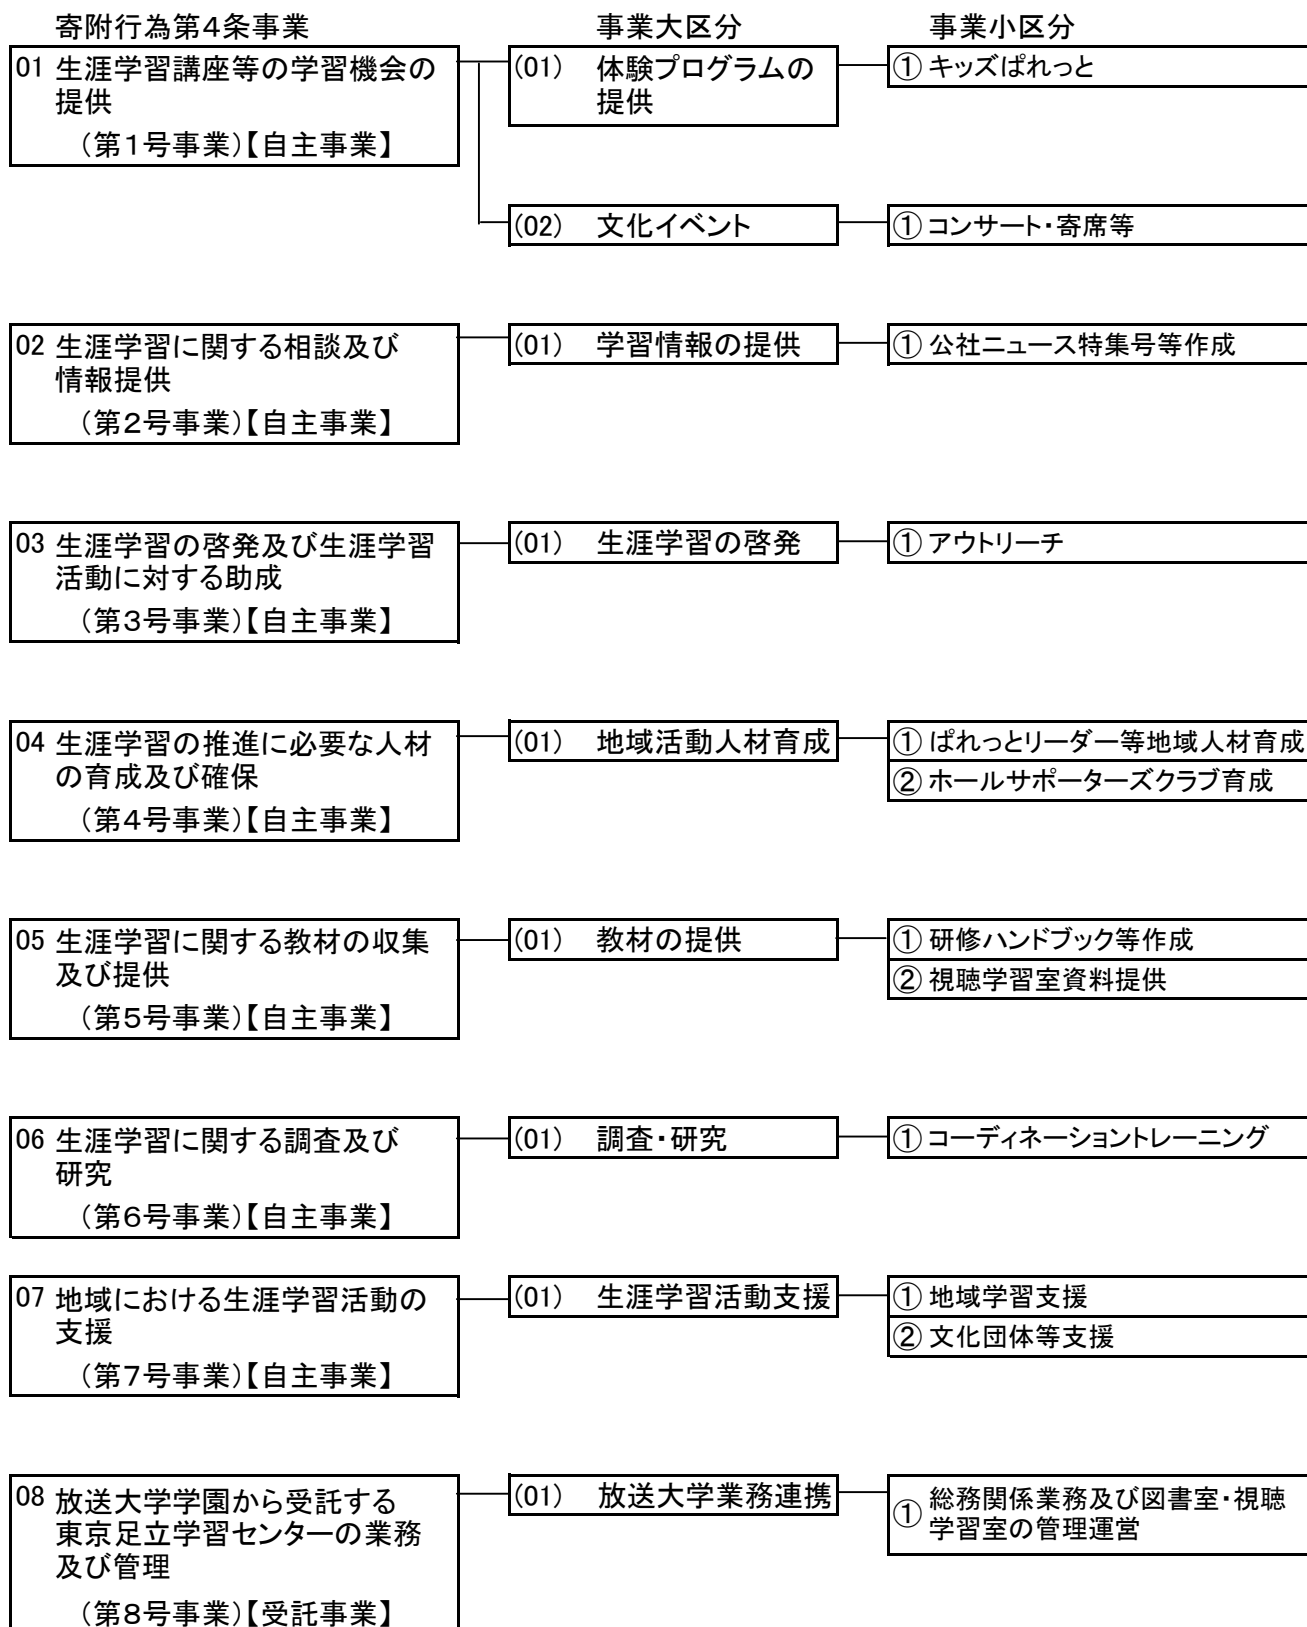 寄附行為第4条事業 事業大区分 事業小区分
01 生涯学習講座等の学習機会の (01) 体験プログラムの ① キッズぱれっと
提供 提供
（第1号事業）【自主事業】
(02) 文化イベント ① コンサート・寄席等
02 生涯学習に関する相談及び (01) 学習情報の提供 ① 公社ニュース特集号等作成
情報提供
（第2号事業）【自主事業】
03 生涯学習の啓発及び生涯学習 (01) 生涯学習の啓発 ① アウトリーチ
活動に対する助成
（第3号事業）【自主事業】
04 生涯学習の推進に必要な人材 (01) 地域活動人材育成 ① ぱれっとリーダー等地域人材育成
の育成及び確保 ② ホールサポーターズクラブ育成
（第4号事業）【自主事業】
05 生涯学習に関する教材の収集 (01) 教材の提供 ① 研修ハンドブック等作成
及び提供 ② 視聴学習室資料提供
（第5号事業）【自主事業】
06 生涯学習に関する調査及び (01) 調査・研究 ① コーディネーショントレーニング
研究
（第6号事業）【自主事業】
07 地域における生涯学習活動の (01) 生涯学習活動支援 ① 地域学習支援
支援 ② 文化団体等支援
（第7号事業）【自主事業】
08 放送大学学園から受託する (01) 放送大学業務連携 ① 総務関係業務及び図書室・視聴
東京足立学習センターの業務 学習室の管理運営
及び管理
（第8号事業）【受託事業】